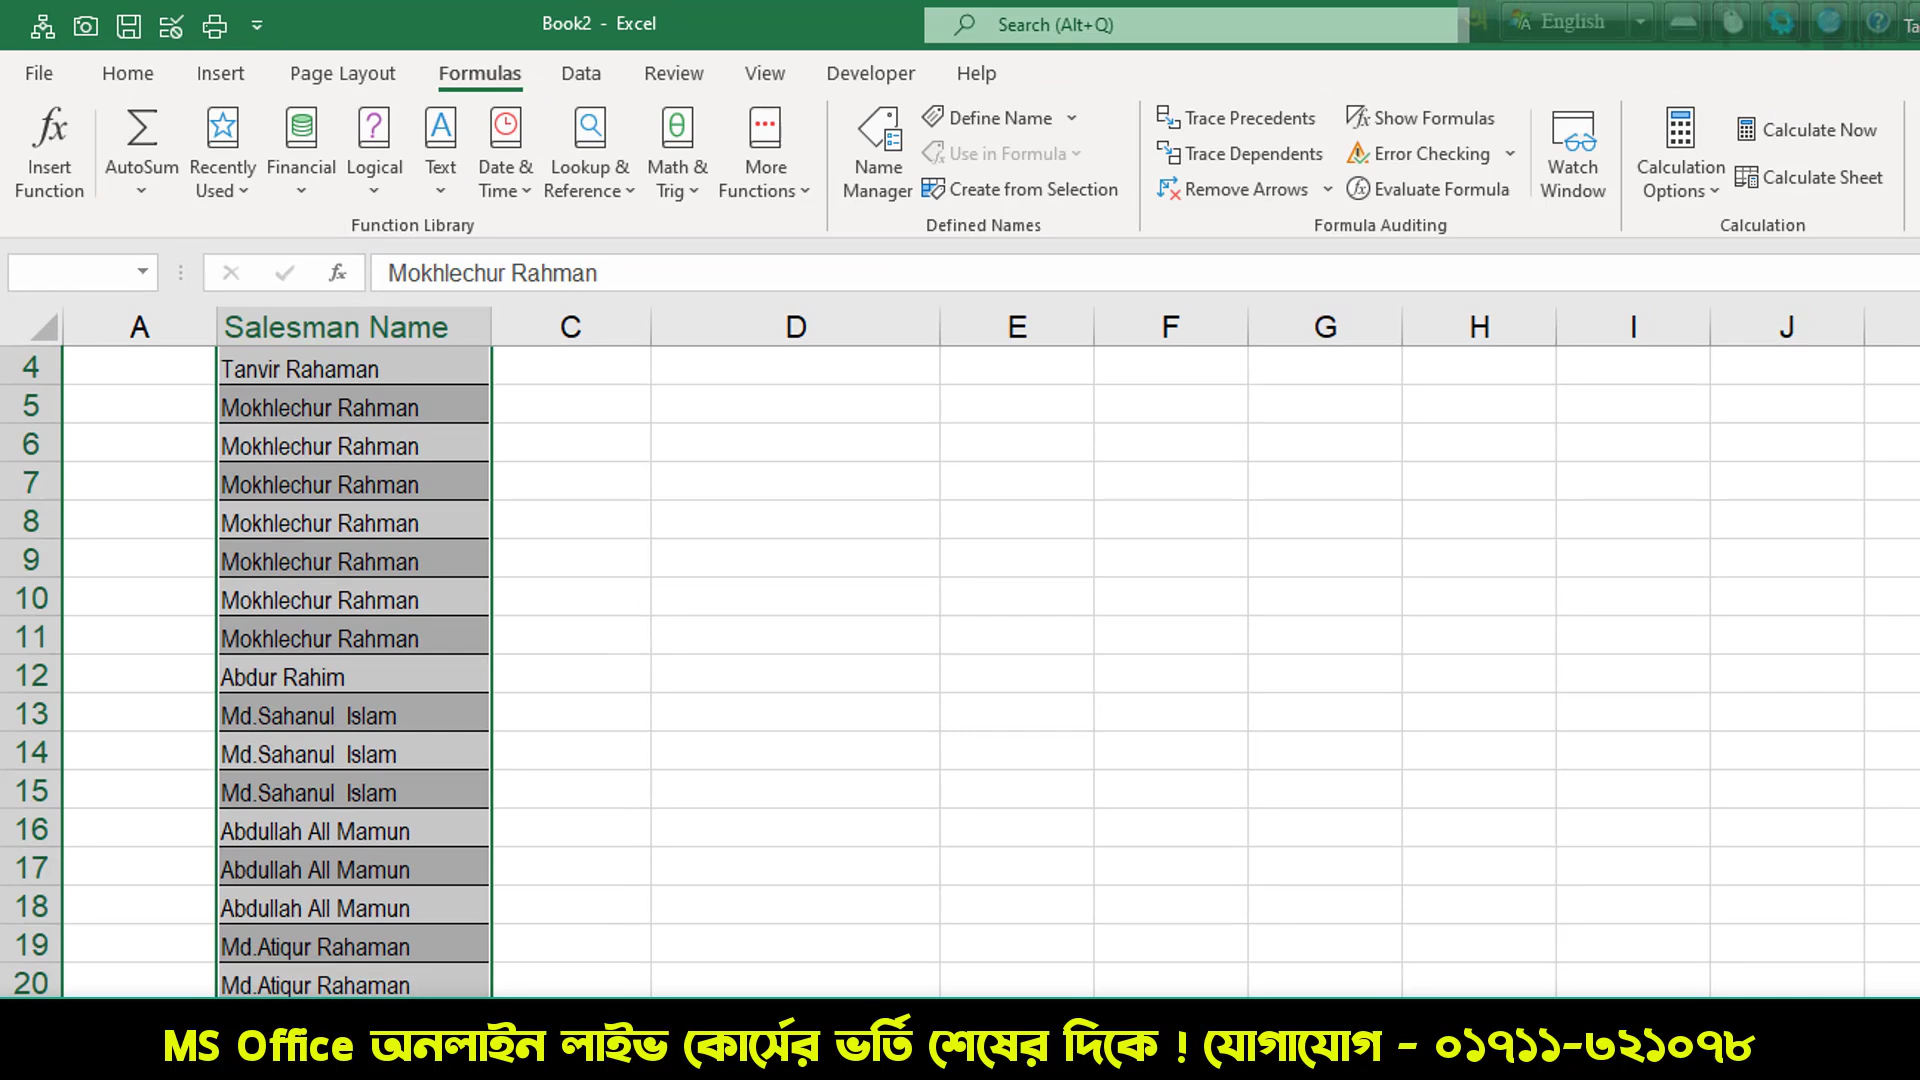 Book2 - Excel
Search (Alt+Q)
English
File Home Insert Page Layout Formulas Data Review View Developer Help
fx Insert Function
AutoSum
Recently Used
Financial
Logical
Text
Date & Time
Lookup & Reference
Math & Trig
More Functions
Function Library
Name Manager
Define Name
Use in Formula
Create from Selection
Defined Names
Trace Precedents
Trace Dependents
Remove Arrows
Show Formulas
Error Checking
Evaluate Formula
Formula Auditing
Watch Window
Calculation Options
Calculate Now
Calculate Sheet
Calculation
fx Mokhlechur Rahman
A Salesman Name C D E F G H I J
4 Tanvir Rahaman
5 Mokhlechur Rahman
6 Mokhlechur Rahman
7 Mokhlechur Rahman
8 Mokhlechur Rahman
9 Mokhlechur Rahman
10 Mokhlechur Rahman
11 Mokhlechur Rahman
12 Abdur Rahim
13 Md.Sahanul  Islam
14 Md.Sahanul  Islam
15 Md.Sahanul  Islam
16 Abdullah All Mamun
17 Abdullah All Mamun
18 Abdullah All Mamun
19 Md.Atiqur Rahaman
20 Md.Atiqur Rahaman
MS Office অনলাইন লাইভ কোর্সের ভর্তি শেষের দিকে ! যোগাযোগ - ০১৭১১-৩২১০৭৮